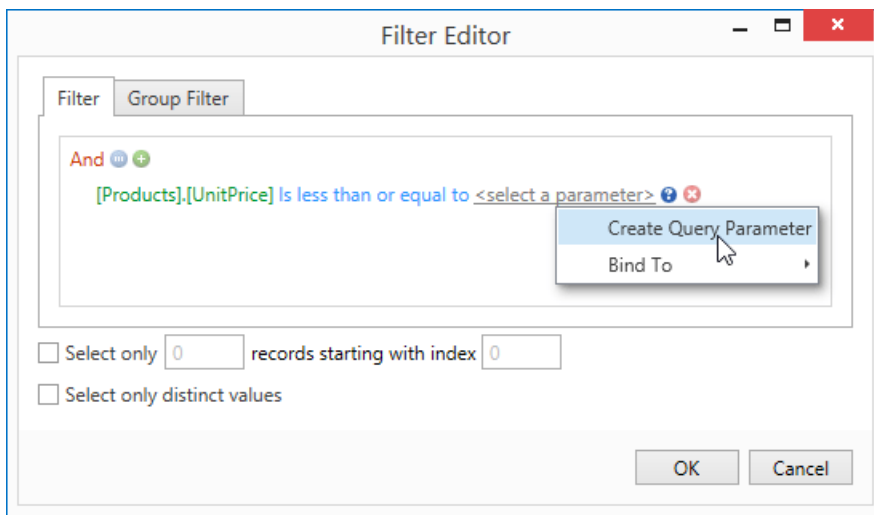 Filter Editor
Filter Group Filter
And
[Products].[UnitPrice] Is less than or equal to <select a parameter>
Create Query Parameter
Bind To
Select only 0 records starting with index 0
Select only distinct values
OK Cancel